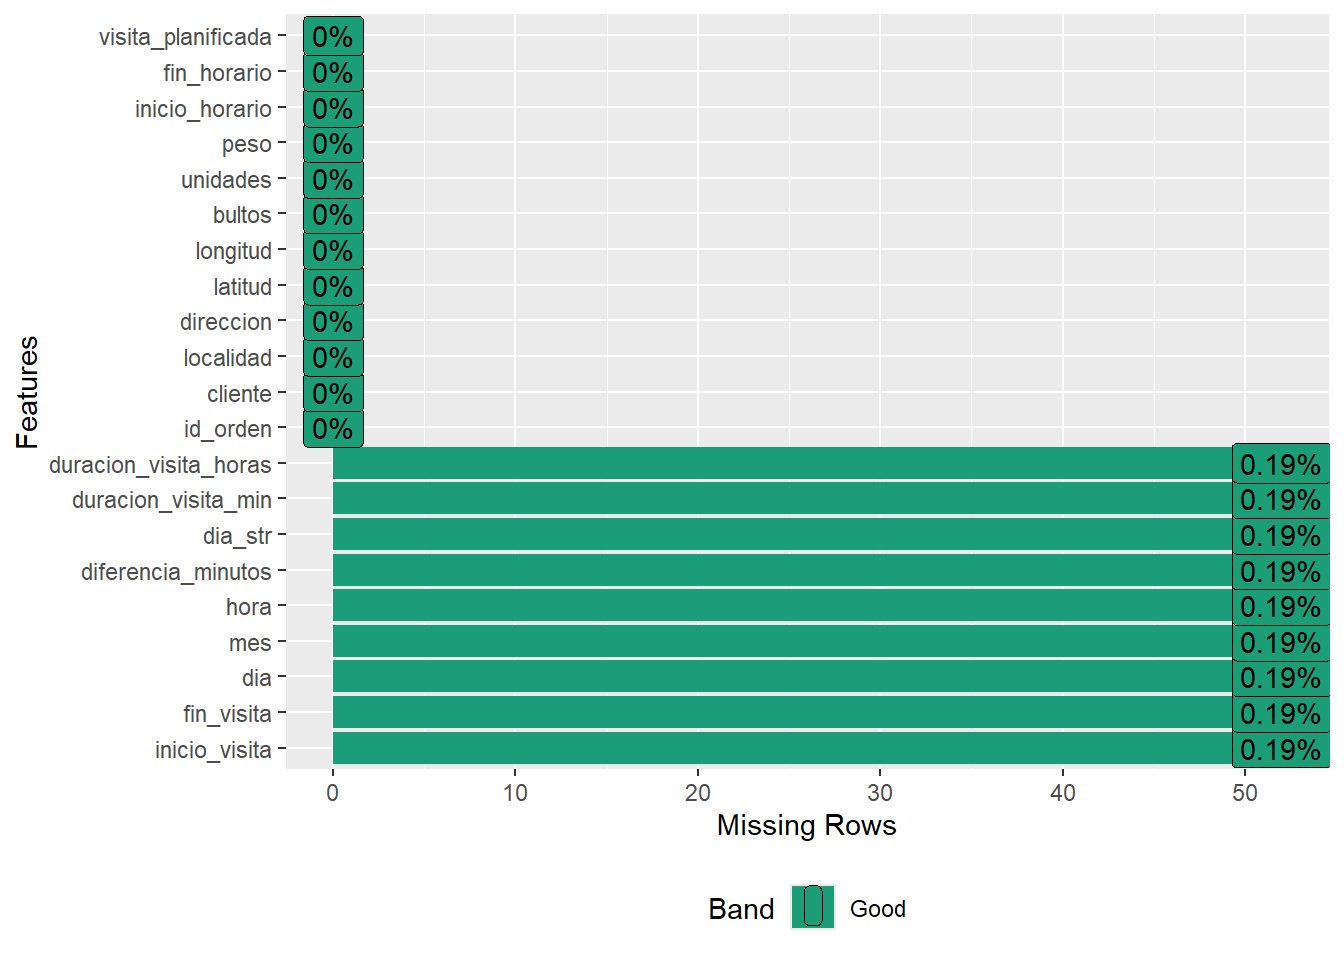 visita_planificada 0%
fin_horario 0%
inicio_horario 0%
peso 0%
unidades 0%
bultos 0%
longitud 0%
latitud 0%
direccion 0%
localidad 0%
cliente 0%
id_orden 0%
duracion_visita_horas 0.19%
duracion_visita_min 0.19%
dia_str 0.19%
diferencia_minutos 0.19%
hora 0.19%
mes 0.19%
dia 0.19%
fin_visita 0.19%
inicio_visita 0.19%
Features
0 10 20 30 40 50
Missing Rows
Band Good